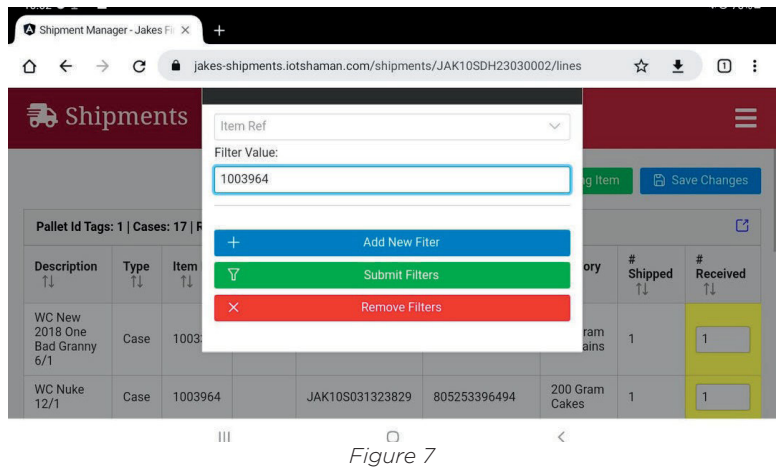 Shipment Manager - Jakes Fi
jakes-shipments.iotshaman.com/shipments/JAK10SDH23030002/lines
1
Shipments
Item Ref
Filter Value:
1003964
Item
Save Changes
Pallet Id Tags: 1 | Cases: 17 | R
Add New Fiter
Submit Filters
Remove Filters
Description
Type
Item
ory
# Shipped
# Received
WC New
2018 One
Bad Granny
6/1
Case
1003
ram
ains
1
1
WC Nuke
12/1
Case
1003964
JAK10S031323829
805253396494
200 Gram
Cakes
1
1
Figure 7